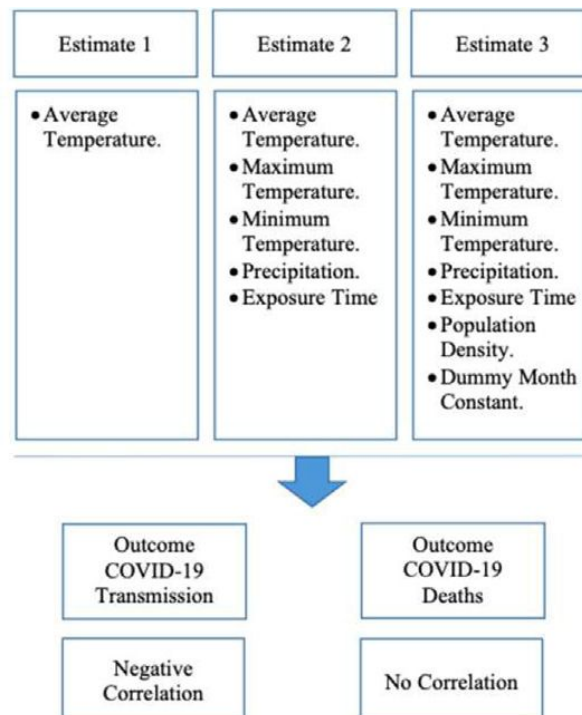 Estimate 1
Estimate 2
Estimate 3
• Average
Temperature.
• Average
Temperature.
• Maximum
Temperature.
• Minimum
Temperature.
• Precipitation.
• Exposure Time
• Average
Temperature.
• Maximum
Temperature.
• Minimum
Temperature.
• Precipitation.
• Exposure Time
• Population
Density.
• Dummy Month
Constant.
Outcome
COVID-19
Transmission
Outcome
COVID-19
Deaths
Negative
Correlation
No Correlation